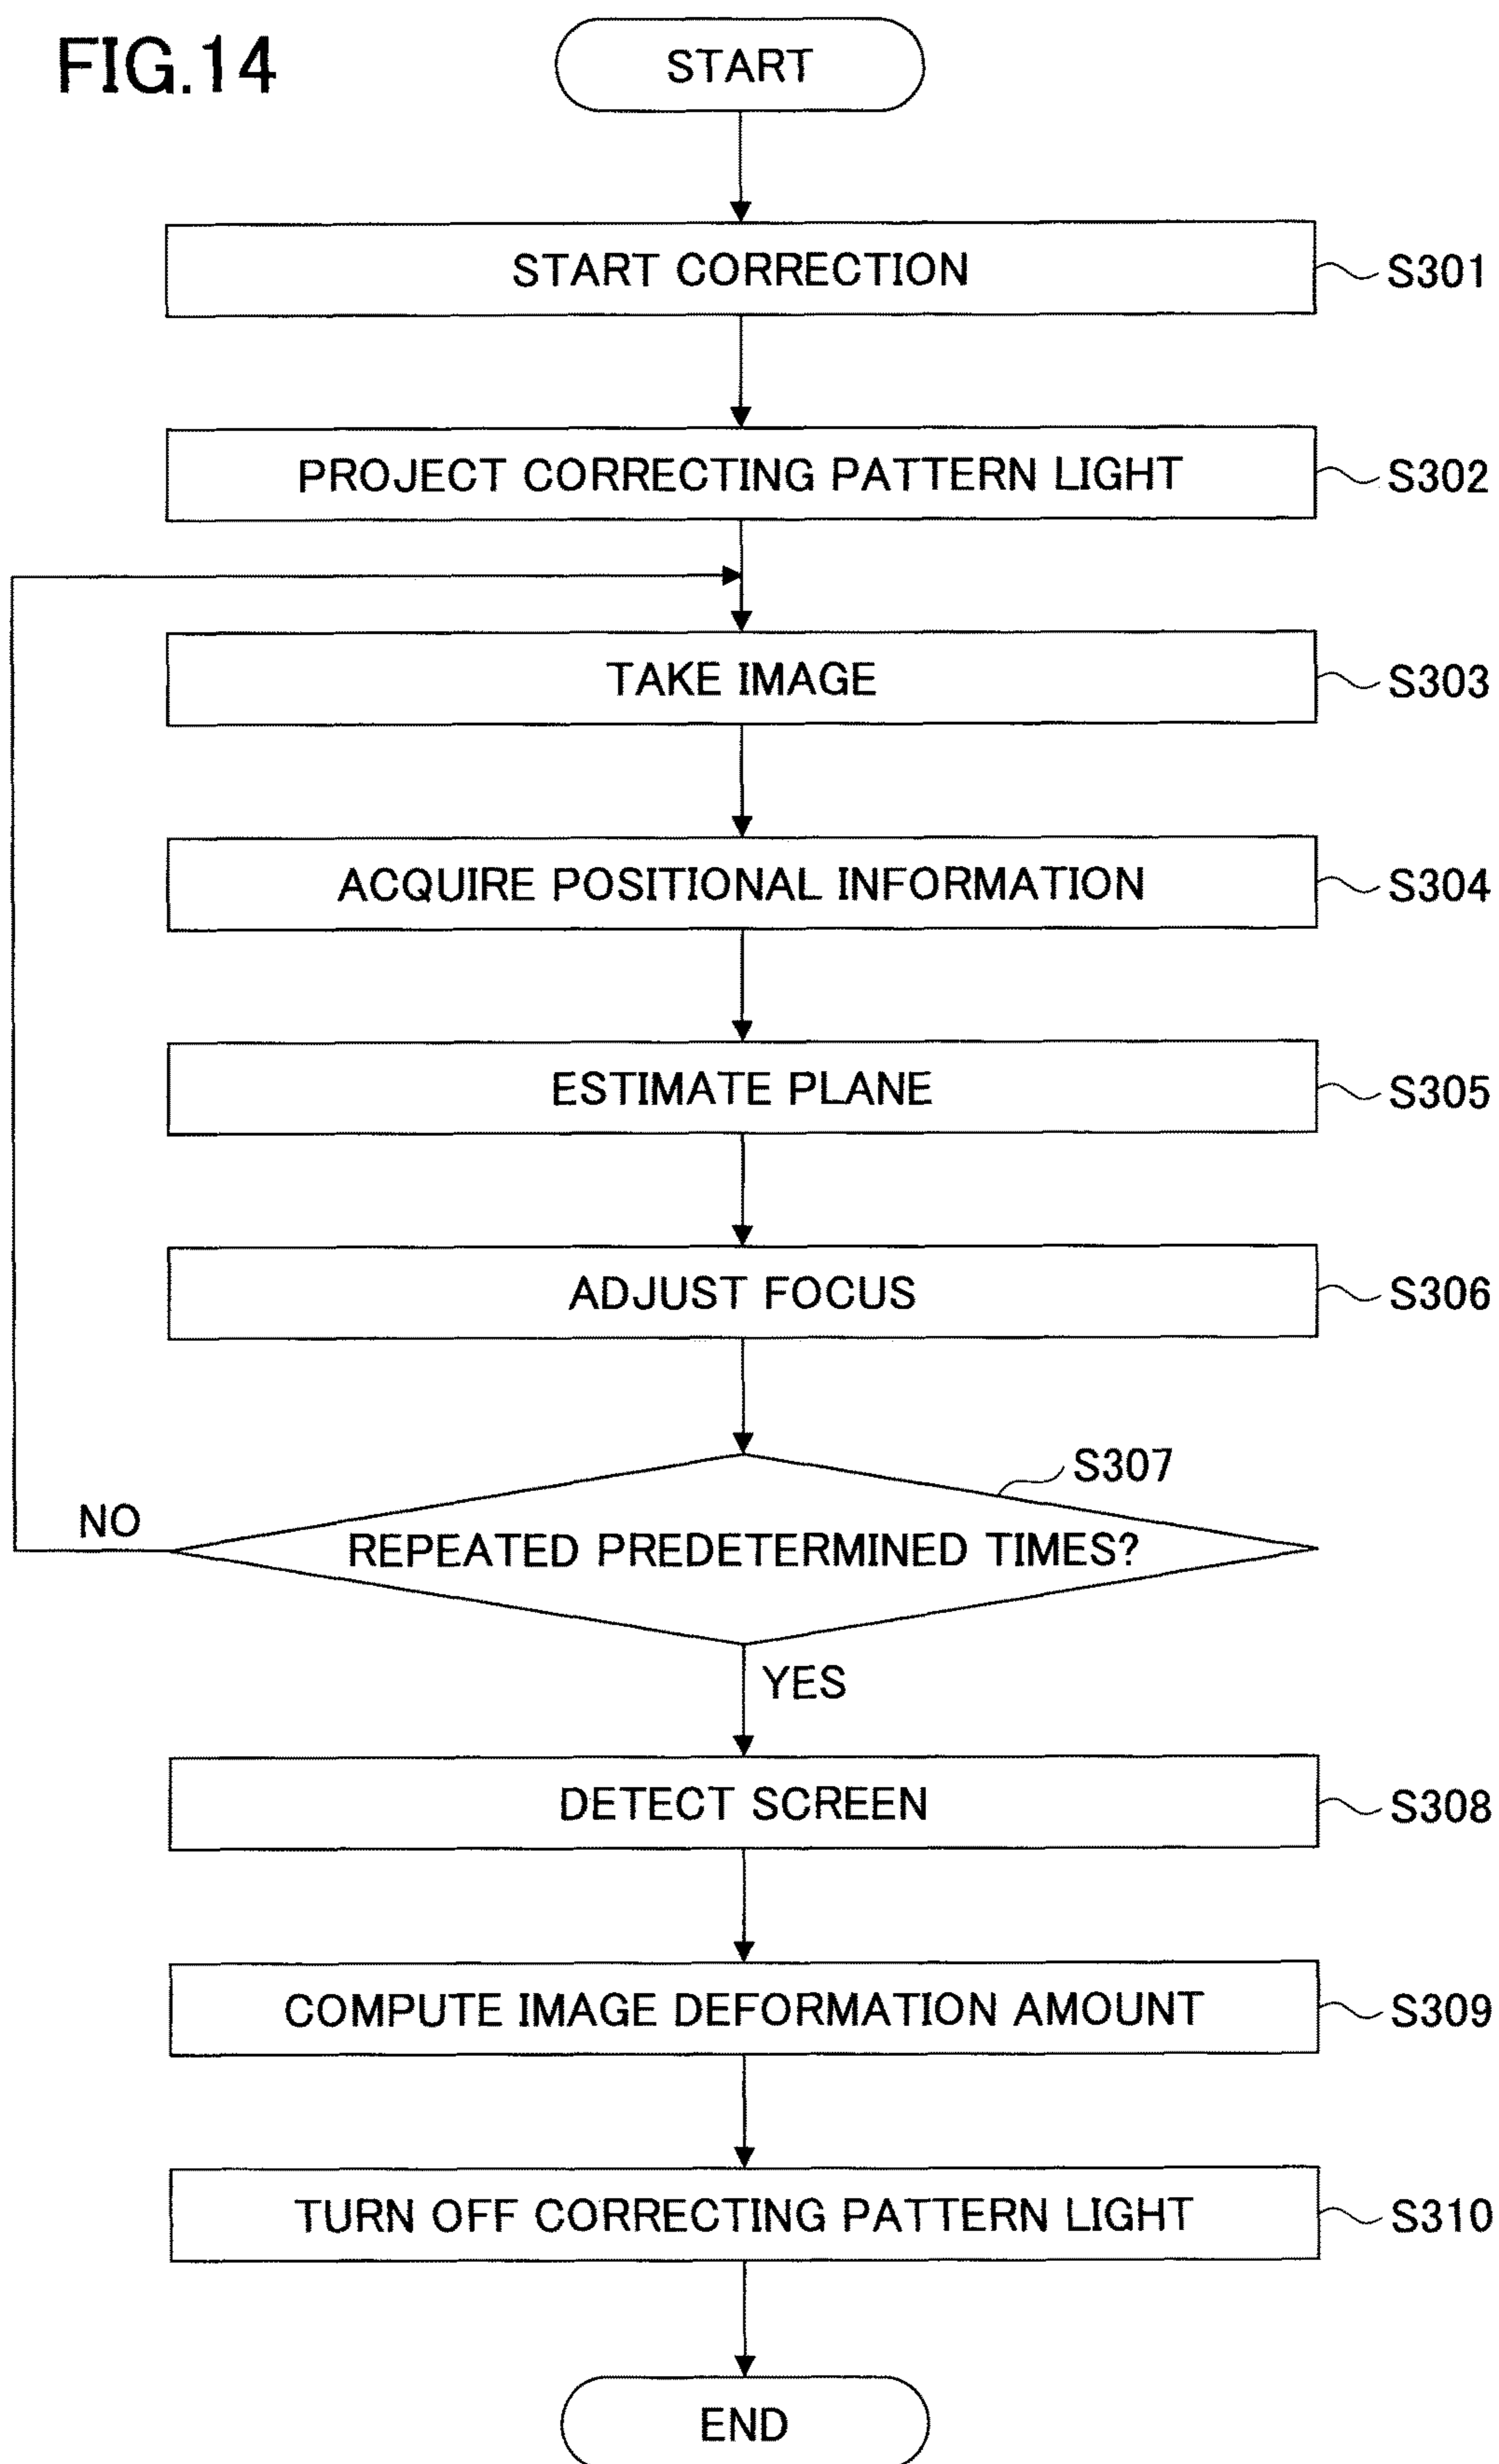 FIG.14
START
START CORRECTION
S301
PROJECT CORRECTING PATTERN LIGHT
S302
TAKE IMAGE
S303
ACQUIRE POSITIONAL INFORMATION
S304
ESTIMATE PLANE
S305
ADJUST FOCUS
S306
S307
NO
REPEATED PREDETERMINED TIMES?
YES
DETECT SCREEN
S308
COMPUTE IMAGE DEFORMATION AMOUNT
S309
TURN OFF CORRECTING PATTERN LIGHT
S310
END